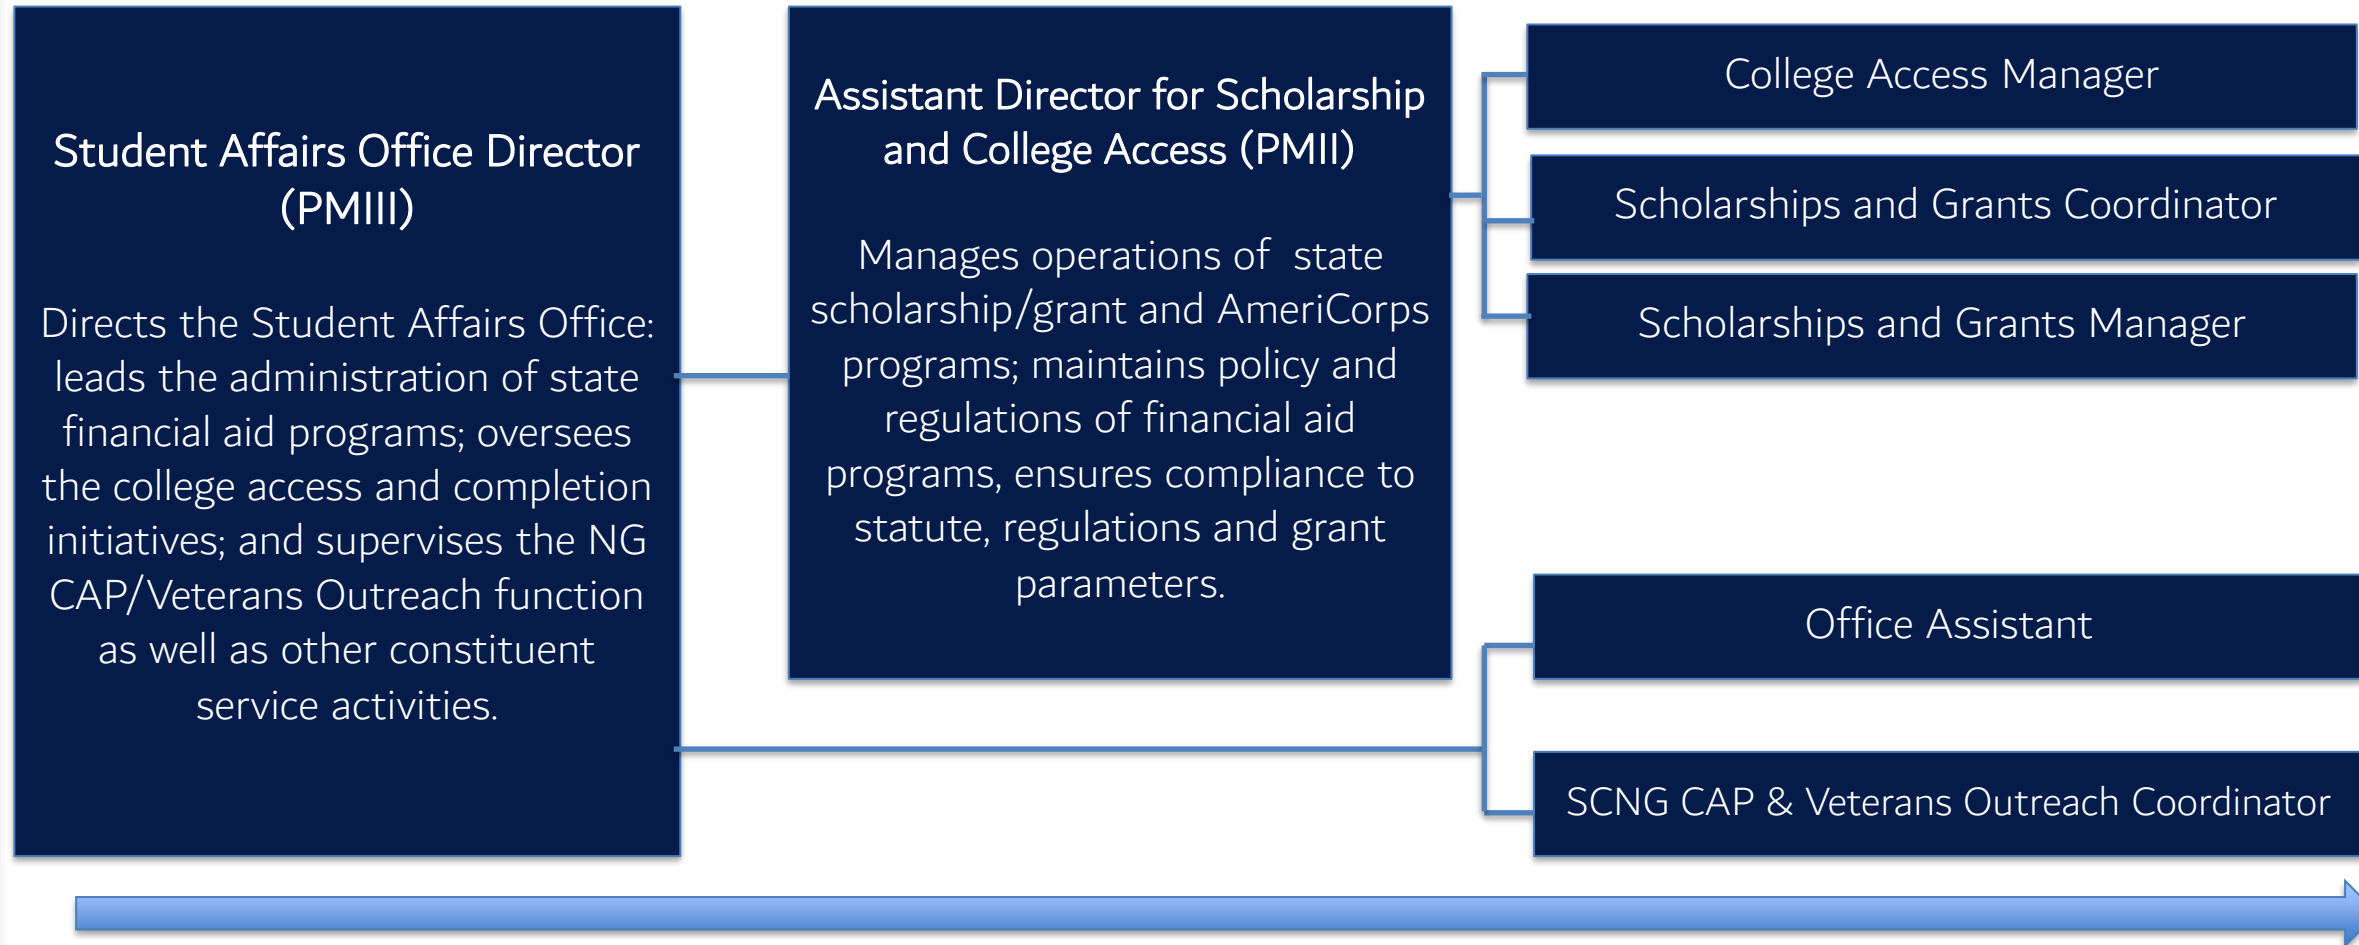 Student Affairs Office Director
(PMIII)
Directs the Student Affairs Office:
leads the administration of state
financial aid programs; oversees
the college access and completion
initiatives; and supervises the NG
CAP/Veterans Outreach function
as well as other constituent
service activities.
Assistant Director for Scholarship
and College Access (PMII)
Manages operations of  state
scholarship/grant and AmeriCorps
programs; maintains policy and
regulations of financial aid
programs, ensures compliance to
statute, regulations and grant
parameters.
College Access Manager
Scholarships and Grants Coordinator
Scholarships and Grants Manager
Office Assistant
SCNG CAP & Veterans Outreach Coordinator